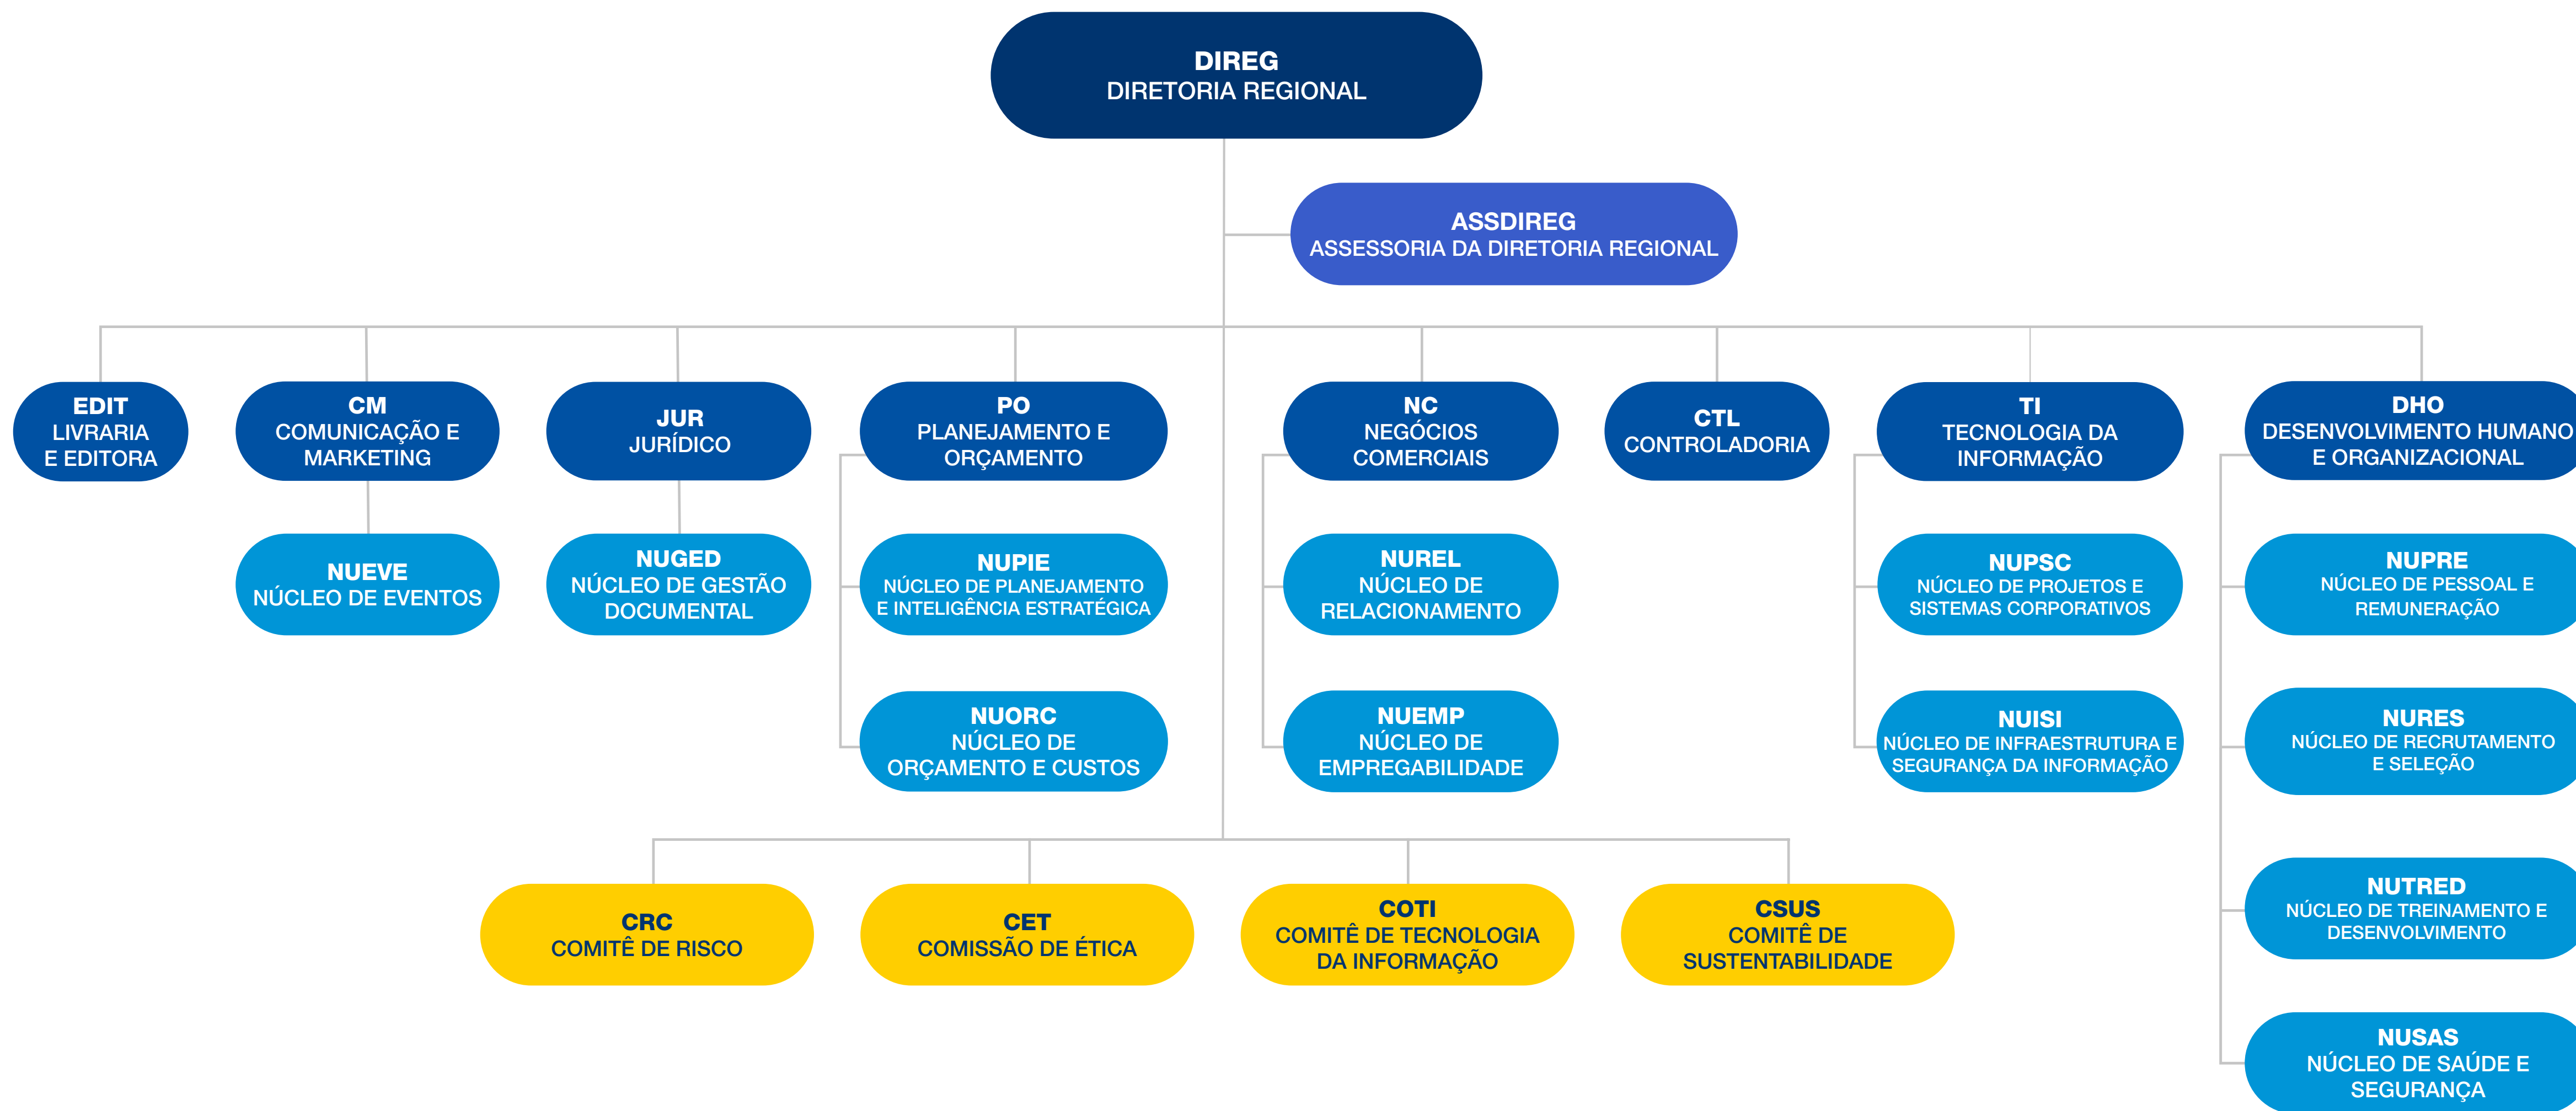 DIREG
DIRETORIA REGIONAL
ASSDIREG
ASSESSORIA DA DIRETORIA REGIONAL
EDIT
LIVRARIA
E EDITORA
CM
COMUNICAÇÃO E
MARKETING
JUR
JURÍDICO
PO
PLANEJAMENTO E
ORÇAMENTO
NC
NEGÓCIOS
COMERCIAIS
CTL
CONTROLADORIA
TI
TECNOLOGIA DA
INFORMAÇÃO
DHO
DESENVOLVIMENTO HUMANO
E ORGANIZACIONAL
NUEVE
NÚCLEO DE EVENTOS
NUGED
NÚCLEO DE GESTÃO
DOCUMENTAL
NUPIE
NÚCLEO DE PLANEJAMENTO
E INTELIGÊNCIA ESTRATÉGICA
NUREL
NÚCLEO DE
RELACIONAMENTO
NUPSC
NÚCLEO DE PROJETOS E
SISTEMAS CORPORATIVOS
NUPRE
NÚCLEO DE PESSOAL E
REMUNERAÇÃO
NUORC
NÚCLEO DE
ORÇAMENTO E CUSTOS
NUEMP
NÚCLEO DE
EMPREGABILIDADE
NUISI
NÚCLEO DE INFRAESTRUTURA E
SEGURANÇA DA INFORMAÇÃO
NURES
NÚCLEO DE RECRUTAMENTO
E SELEÇÃO
CRC
COMITÊ DE RISCO
CET
COMISSÃO DE ÉTICA
COTI
COMITÊ DE TECNOLOGIA
DA INFORMAÇÃO
CSUS
COMITÊ DE
SUSTENTABILIDADE
NUTRED
NÚCLEO DE TREINAMENTO E
DESENVOLVIMENTO
NUSAS
NÚCLEO DE SAÚDE E
SEGURANÇA